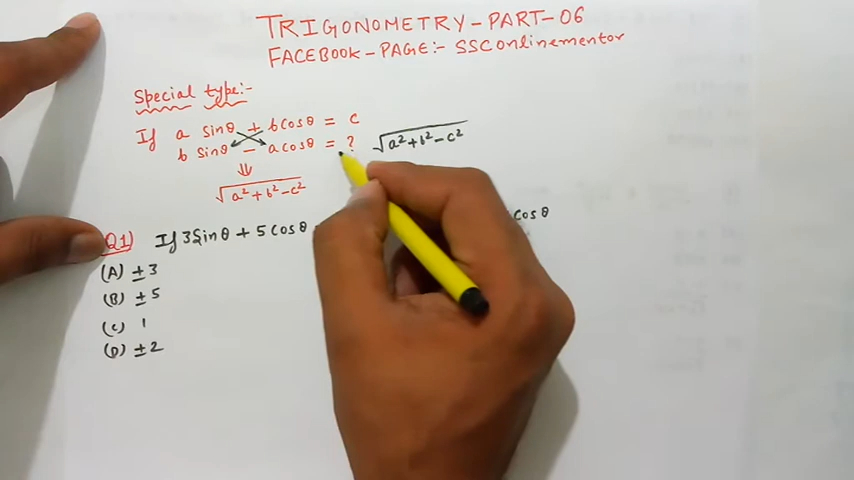 TRIGONOMETRY-PART-06
FACEBOOK-PAGE:- SSConlinementor
Special type:-
If a sinθ + bcosθ = c
b sinθ - acosθ = ? √a²+b²-c²
⇓
√a²+b²-c²
Q1) If 3Sinθ + 5Cosθ cosθ
(A) ±3
(B) ±5
(C) 1
(D) ±2